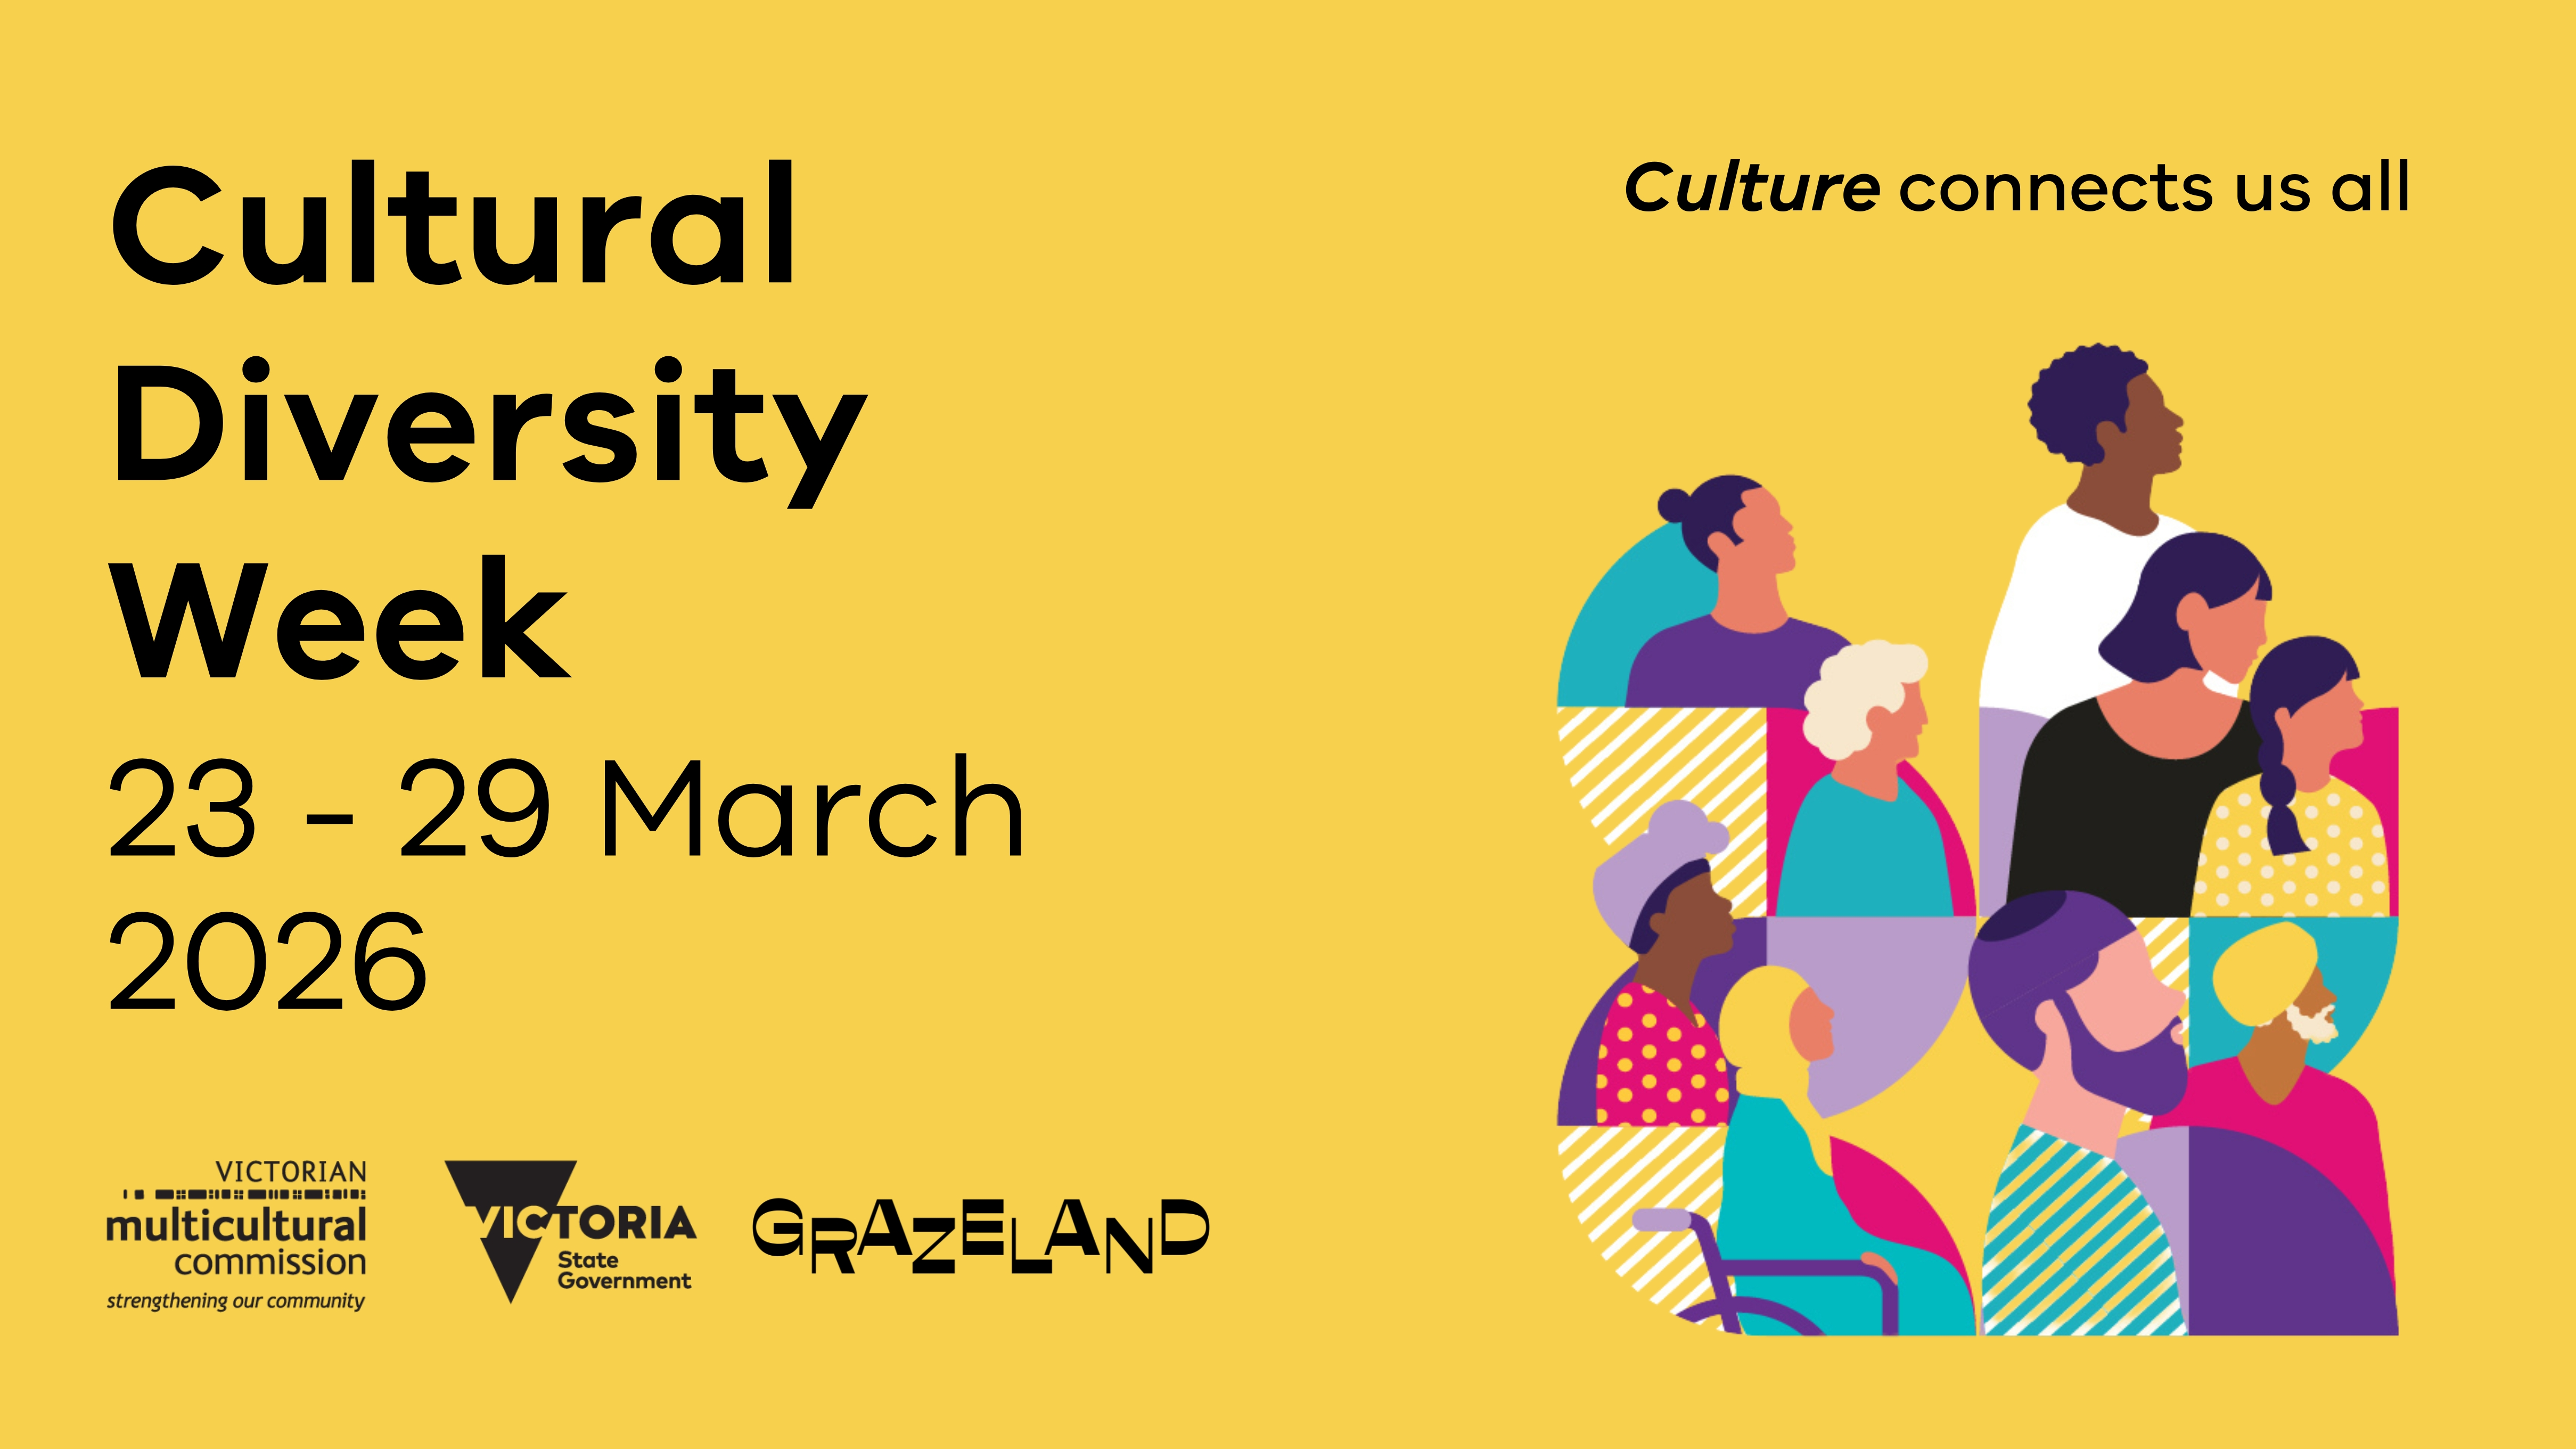 Cultural
Diversity
Week
23 - 29 March
2026
Culture connects us all
VICTORIAN
multicultural
commission
strengthening our community
VICTORIA
State
Government
GRAZELAND